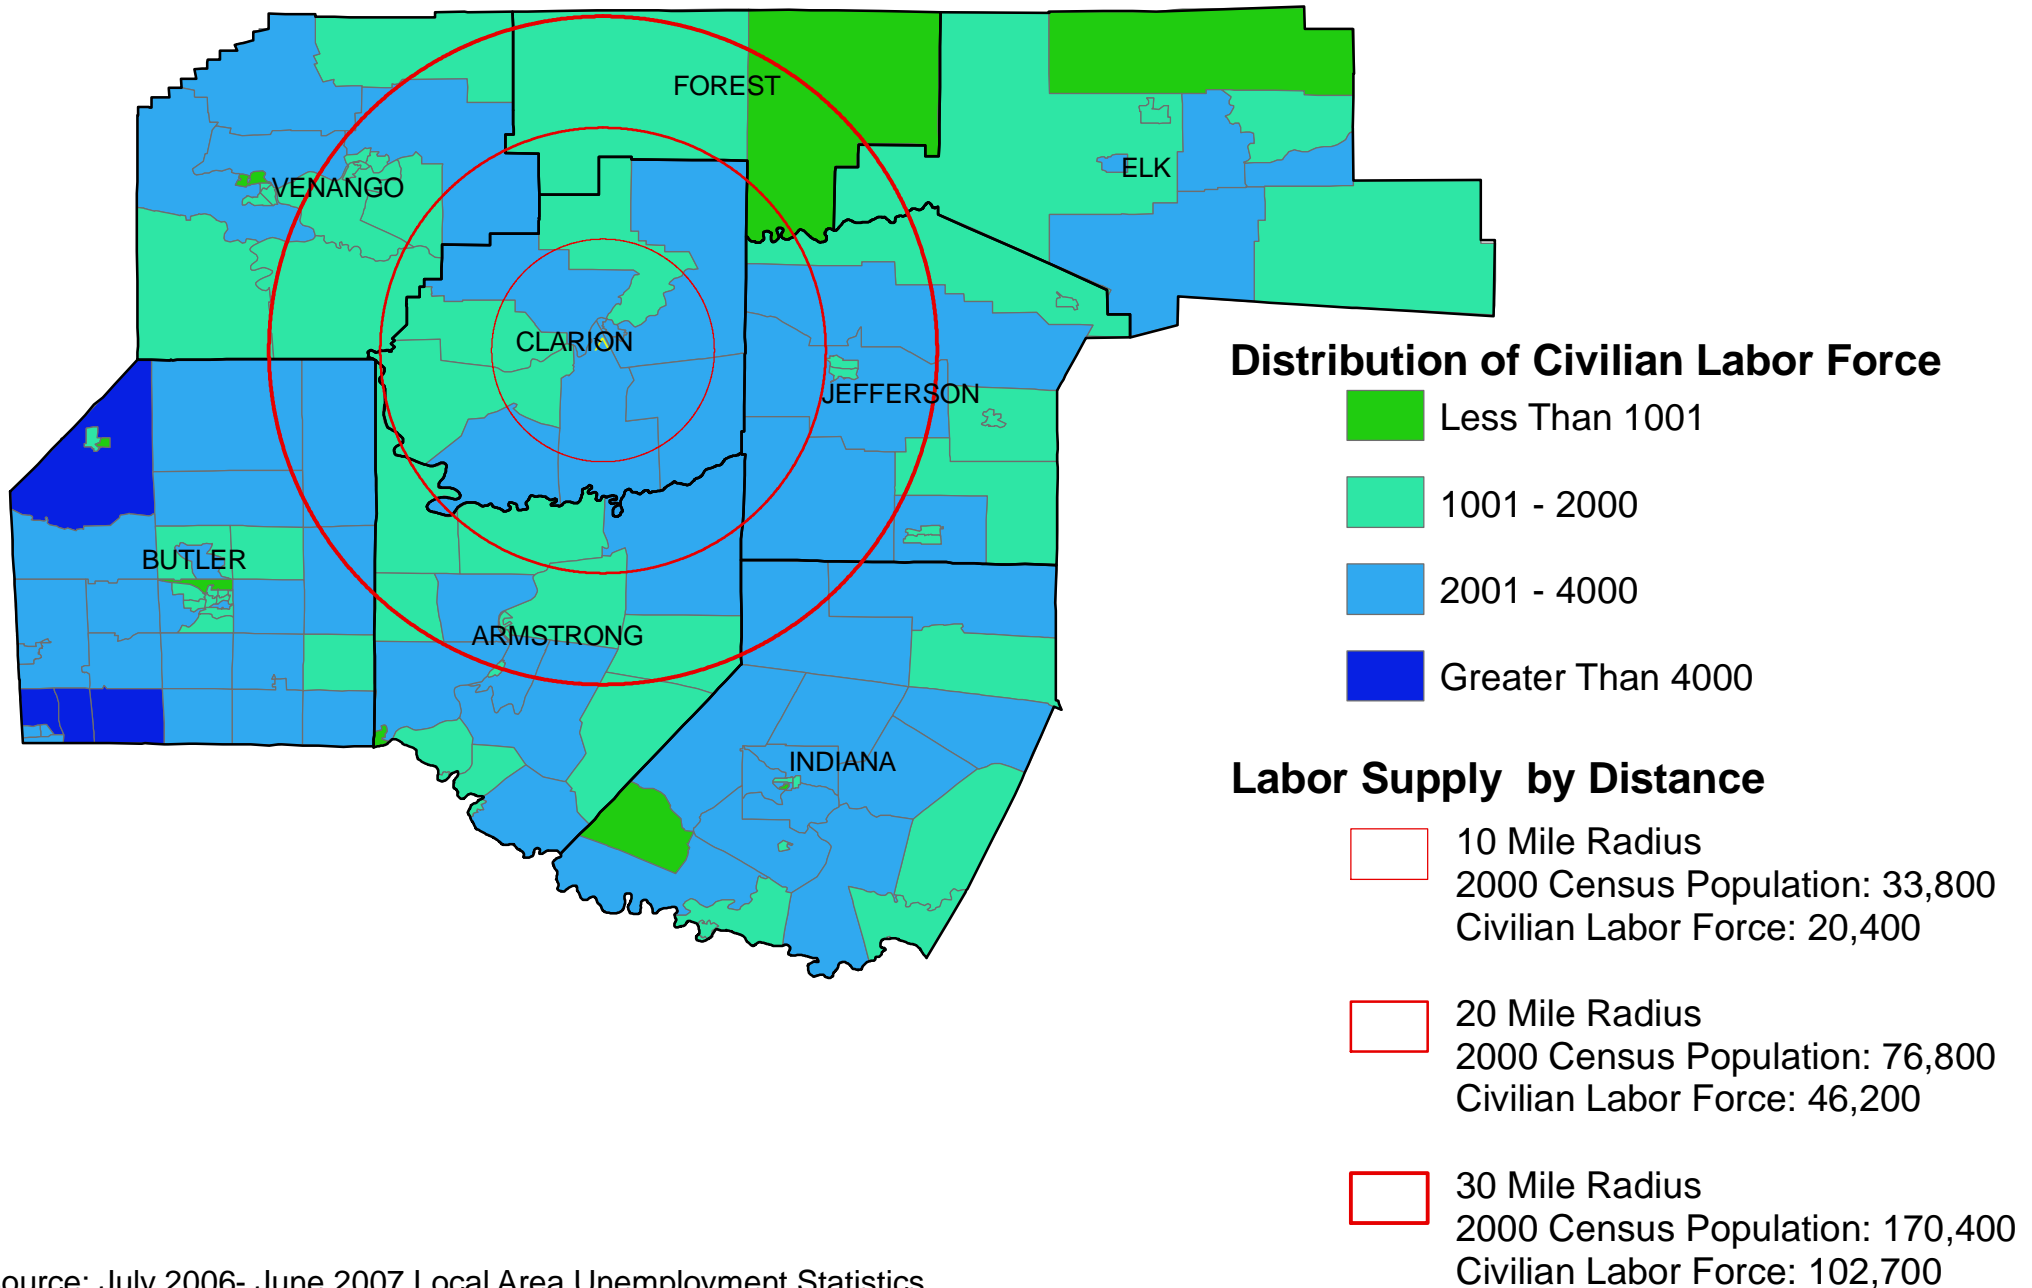 FOREST
ELK
VENANGO
CLARION
JEFFERSON
BUTLER
ARMSTRONG
INDIANA
Distribution of Civilian Labor Force
Less Than 1001
1001 - 2000
2001 - 4000
Greater Than 4000
Labor Supply by Distance
10 Mile Radius
2000 Census Population: 33,800
Civilian Labor Force: 20,400
20 Mile Radius
2000 Census Population: 76,800
Civilian Labor Force: 46,200
30 Mile Radius
2000 Census Population: 170,400
Civilian Labor Force: 102,700
ource: July 2006- June 2007 Local Area Unemployment Statistics